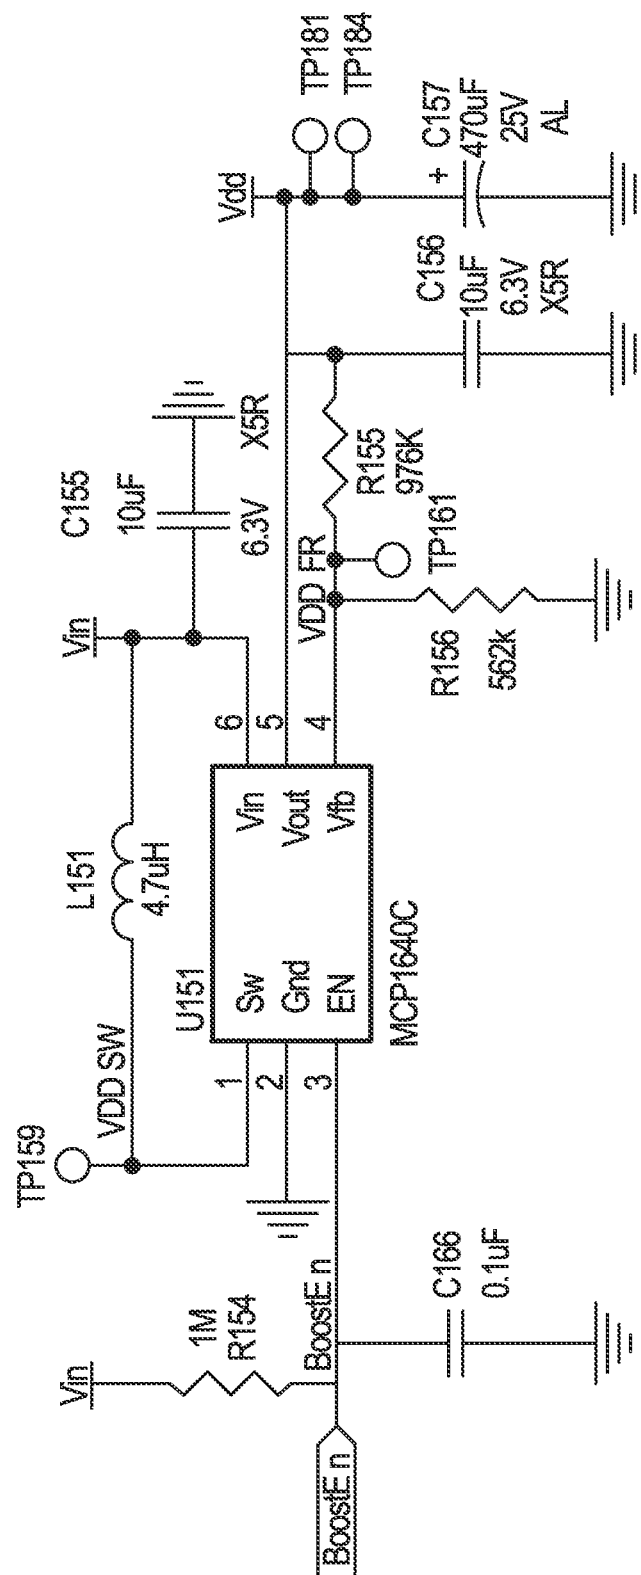 BoostEn
Vin
1M
R154
BoostEn
C166
0.1uF
TP159
VDD SW
L151
4.7uH
U151
1
2
3
Sw
Gnd
EN
Vin
Vout
Vfb
6
5
4
MCP1640C
Vin
C155
10uF
6.3V
X5R
VDD FR
TP161
R155
976K
R156
562k
Vdd
TP181
TP184
C156
10uF
6.3V
X5R
+
C157
470uF
25V
AL